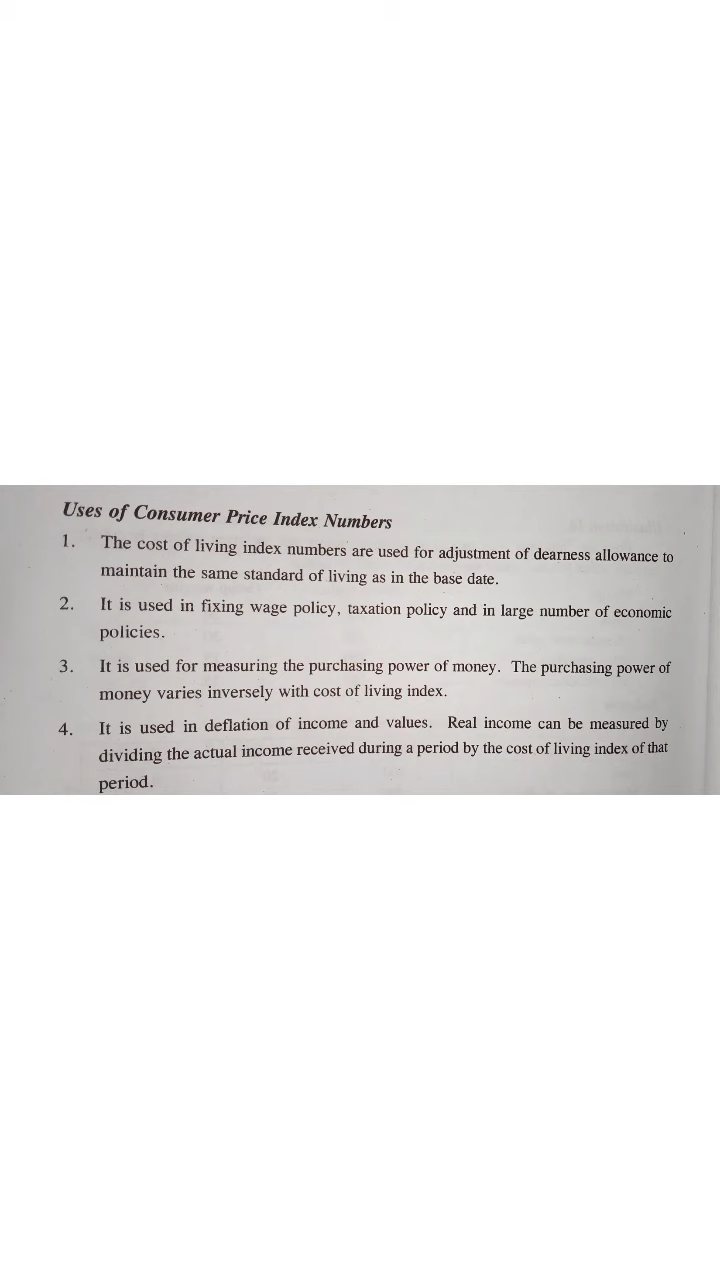 Uses of Consumer Price Index Numbers
1. The cost of living index numbers are used for adjustment of dearness allowance to
maintain the same standard of living as in the base date.
2. It is used in fixing wage policy, taxation policy and in large number of economic
policies.
3. It is used for measuring the purchasing power of money. The purchasing power of
money varies inversely with cost of living index.
4. It is used in deflation of income and values. Real income can be measured by
dividing the actual income received during a period by the cost of living index of that
period.